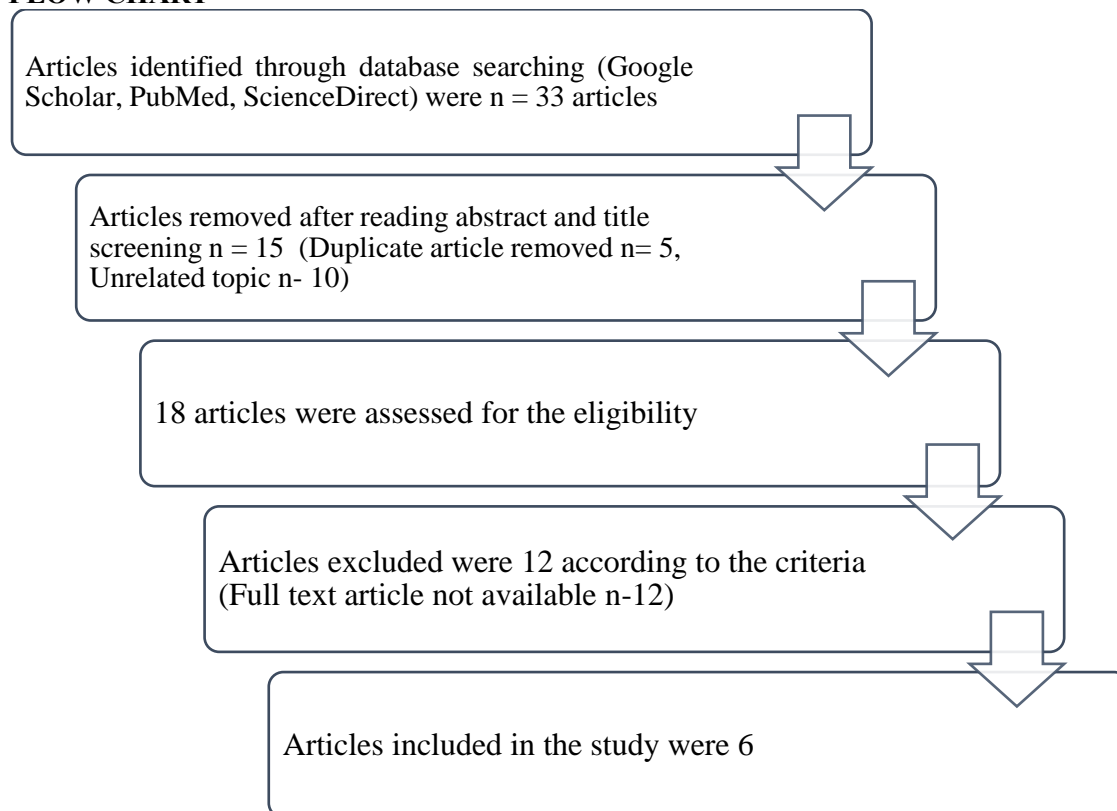 FLOW CHART
Articles identified through database searching (Google
Scholar, PubMed, ScienceDirect) were n = 33 articles
Articles removed after reading abstract and title
screening n = 15 (Duplicate article removed n= 5,
Unrelated topic n- 10)
18 articles were assessed for the eligibility
Articles excluded were 12 according to the criteria
(Full text article not available n-12)
Articles included in the study were 6